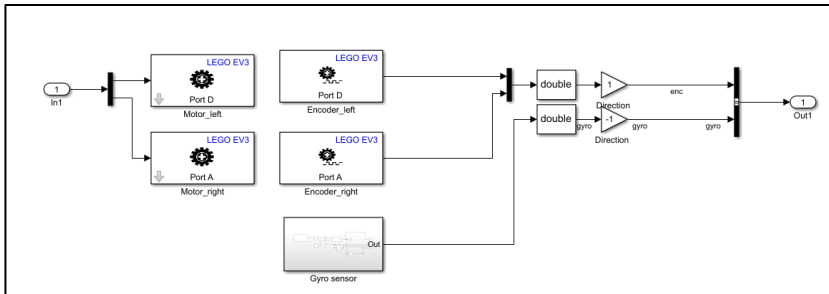 1
In1
LEGO EV3
Port D
Motor_left
LEGO EV3
Port A
Motor_right
LEGO EV3
Port D
Encoder_left
LEGO EV3
Port A
Encoder_right
Out
Gyro sensor
double
1
Direction
enc
double
gyro
-1
Direction
gyro
gyro
1
Out1